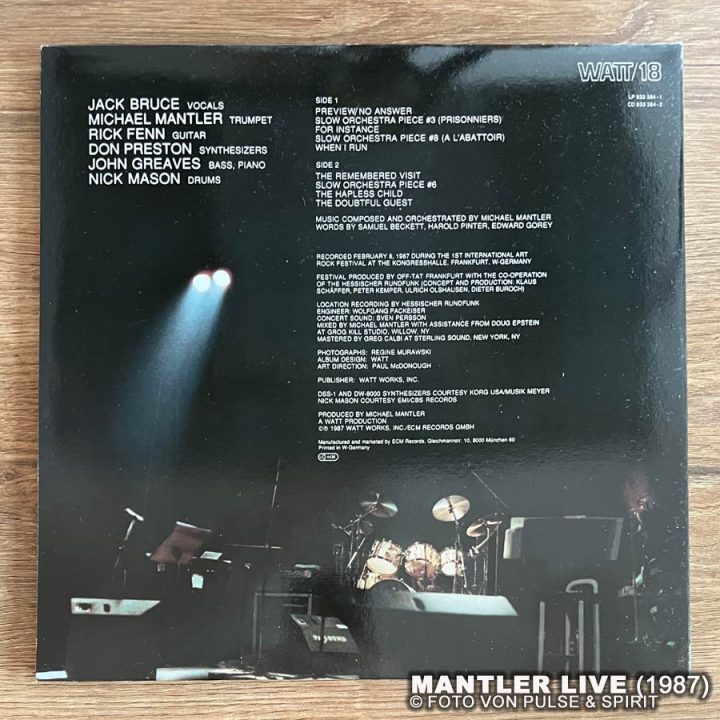 WATT/18
LP 833 384-1
CD 833 384-2
JACK BRUCE VOCALS
MICHAEL MANTLER TRUMPET
RICK FENN GUITAR
DON PRESTON SYNTHESIZERS
JOHN GREAVES BASS, PIANO
NICK MASON DRUMS
SIDE 1
PREVIEW/NO ANSWER
SLOW ORCHESTRA PIECE #3 (PRISONNIERS)
FOR INSTANCE
SLOW ORCHESTRA PIECE #8 (A L'ABATTOIR)
WHEN I RUN
SIDE 2
THE REMEMBERED VISIT
SLOW ORCHESTRA PIECE #6
THE HAPLESS CHILD
THE DOUBTFUL GUEST
MUSIC COMPOSED AND ORCHESTRATED BY MICHAEL MANTLER
WORDS BY SAMUEL BECKETT, HAROLD PINTER, EDWARD GOREY
RECORDED FEBRUARY 8, 1987 DURING THE 1ST INTERNATIONAL ART
ROCK FESTIVAL AT THE KONGRESSHALLE, FRANKFURT, W-GERMANY
FESTIVAL PRODUCED BY OFF-TAT FRANKFURT WITH THE CO-OPERATION
OF THE HESSISCHER RUNDFUNK (CONCEPT AND PRODUCTION: KLAUS
SCHÄFFER, PETER KEMPER, ULRICH OLSHAUSEN, DIETER BUROCH)
LOCATION RECORDING BY HESSISCHER RUNDFUNK
ENGINEER: WOLFGANG PACKEISER
CONCERT SOUND: SVEN PERSSON
MIXED BY MICHAEL MANTLER WITH ASSISTANCE FROM DOUG EPSTEIN
AT GROG KILL STUDIO, WILLOW, NY
MASTERED BY GREG CALBI AT STERLING SOUND, NEW YORK, NY
PHOTOGRAPHS: REGINE MURAWSKI
ALBUM DESIGN: WATT
ART DIRECTION: PAUL McDONOUGH
PUBLISHER: WATT WORKS, INC.
DSS-1 AND DW-8000 SYNTHESIZERS COURTESY KORG USA/MUSIK MEYER
NICK MASON COURTESY EMI/CBS RECORDS
PRODUCED BY MICHAEL MANTLER
A WATT PRODUCTION
©℗ 1987 WATT WORKS, INC./ECM RECORDS GMBH
Manufactured and marketed by ECM Records, Gleichmannstr. 10, 8000 München 60
Printed in W-Germany
MANTLER LIVE (1987)
© FOTO VON PULSE & SPIRIT